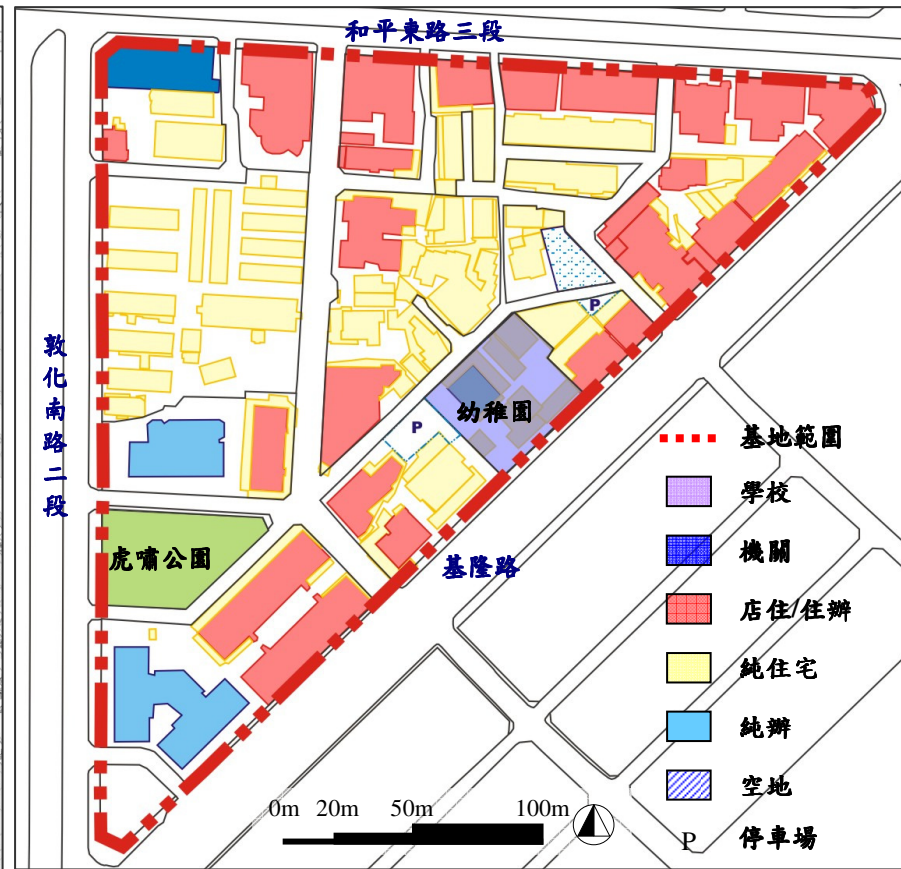 和平東路三段
敦化南路二段
P
幼稚園
P
基地範圍
學校
虎嘯公園
機關
基隆路
店住/住辦
純住宅
純辦
空地
0m 20m 50m 100m
P 停車場